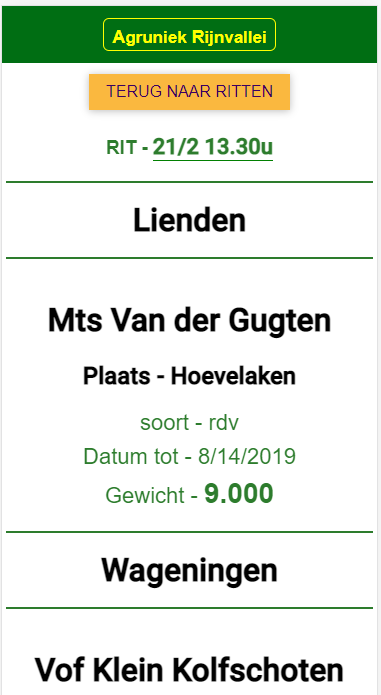 Agruniek Rijnvallei
TERUG NAAR RITTEN
RIT - 21/2 13.30u
Lienden
Mts Van der Gugten
Plaats - Hoevelaken
soort - rdv
Datum tot - 8/14/2019
Gewicht - 9.000
Wageningen
Vof Klein Kolfschoten